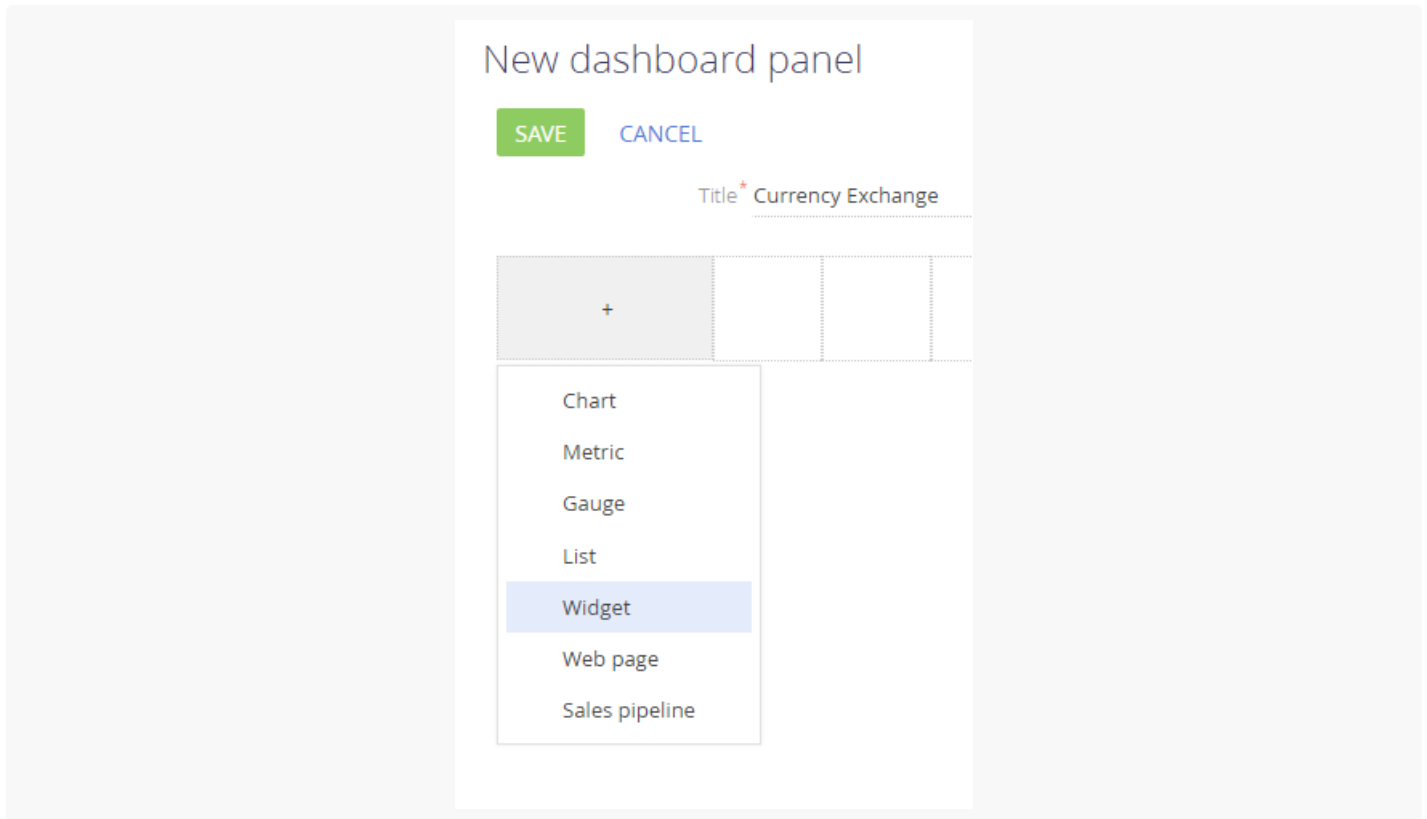 New dashboard panel
SAVE CANCEL
Title* Currency Exchange
+
Chart
Metric
Gauge
List
Widget
Web page
Sales pipeline